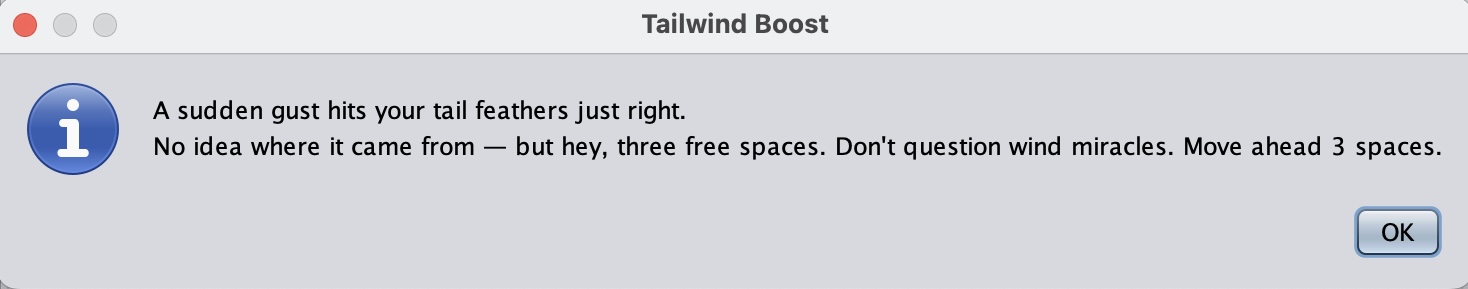 Tailwind Boost
A sudden gust hits your tail feathers just right.
No idea where it came from — but hey, three free spaces. Don't question wind miracles. Move ahead 3 spaces.
OK